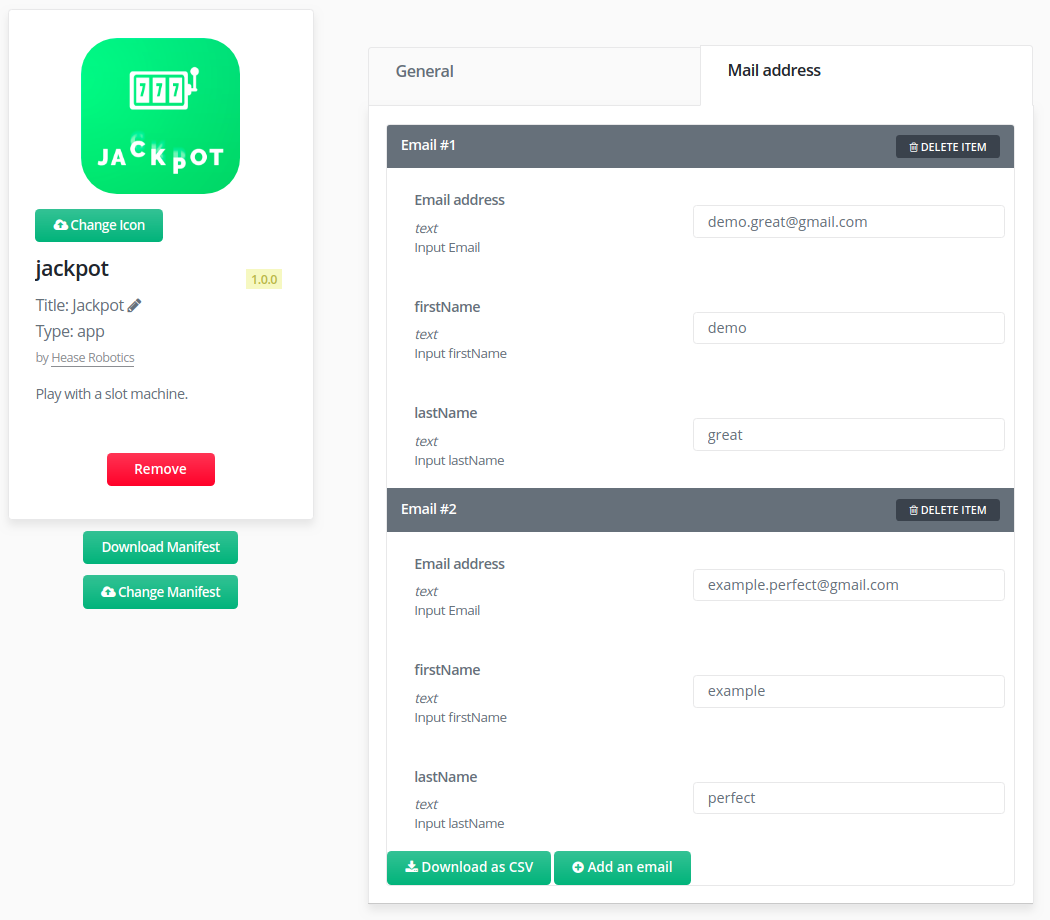 777
JACKPOT
Change Icon
jackpot
1.0.0
Title: Jackpot
Type: app
by Hease Robotics
Play with a slot machine.
Remove
Download Manifest
Change Manifest
General
Mail address
Email #1
DELETE ITEM
Email address
text
Input Email
demo.great@gmail.com
firstName
text
Input firstName
demo
lastName
text
Input lastName
great
Email #2
DELETE ITEM
Email address
text
Input Email
example.perfect@gmail.com
firstName
text
Input firstName
example
lastName
text
Input lastName
perfect
Download as CSV
Add an email